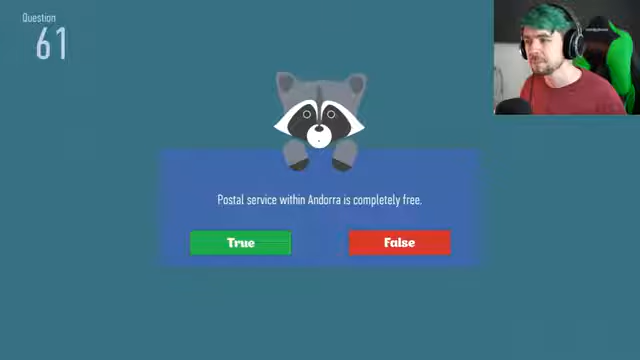 Question
61
Postal service within Andorra is completely free.
True
False